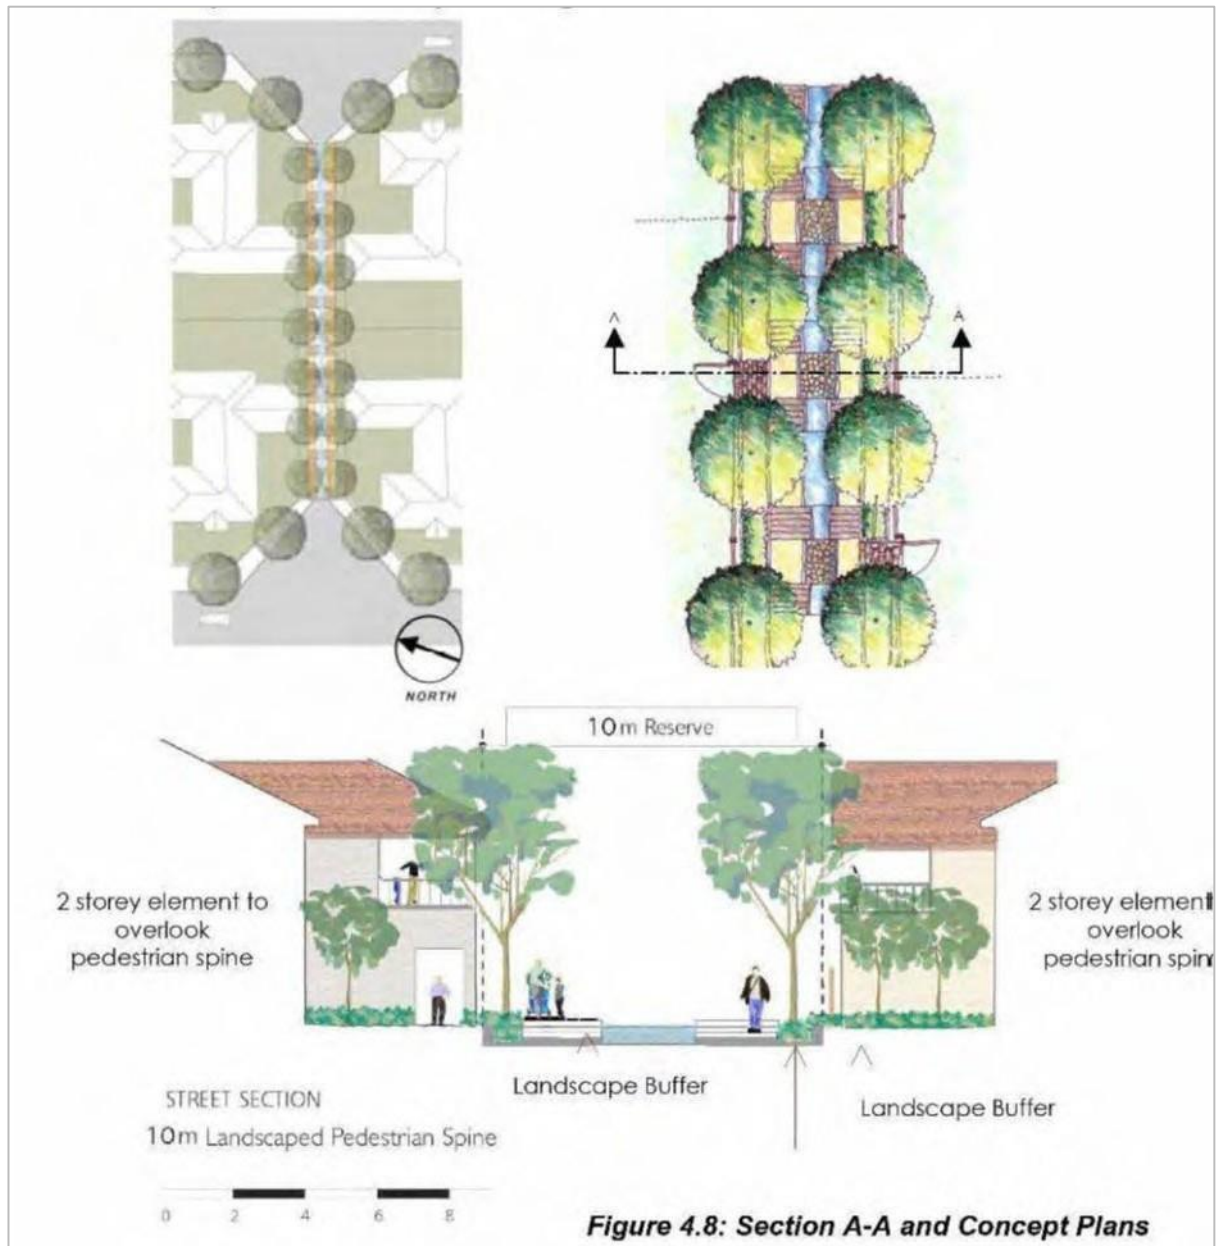 A
A
NORTH
10m Reserve
2 storey element to
overlook
pedestrian spine
2 storey element
overlook
pedestrian spin
Landscape Buffer
Landscape Buffer
STREET SECTION
10m Landscaped Pedestrian Spine
0 2 4 6 8
Figure 4.8: Section A-A and Concept Plans